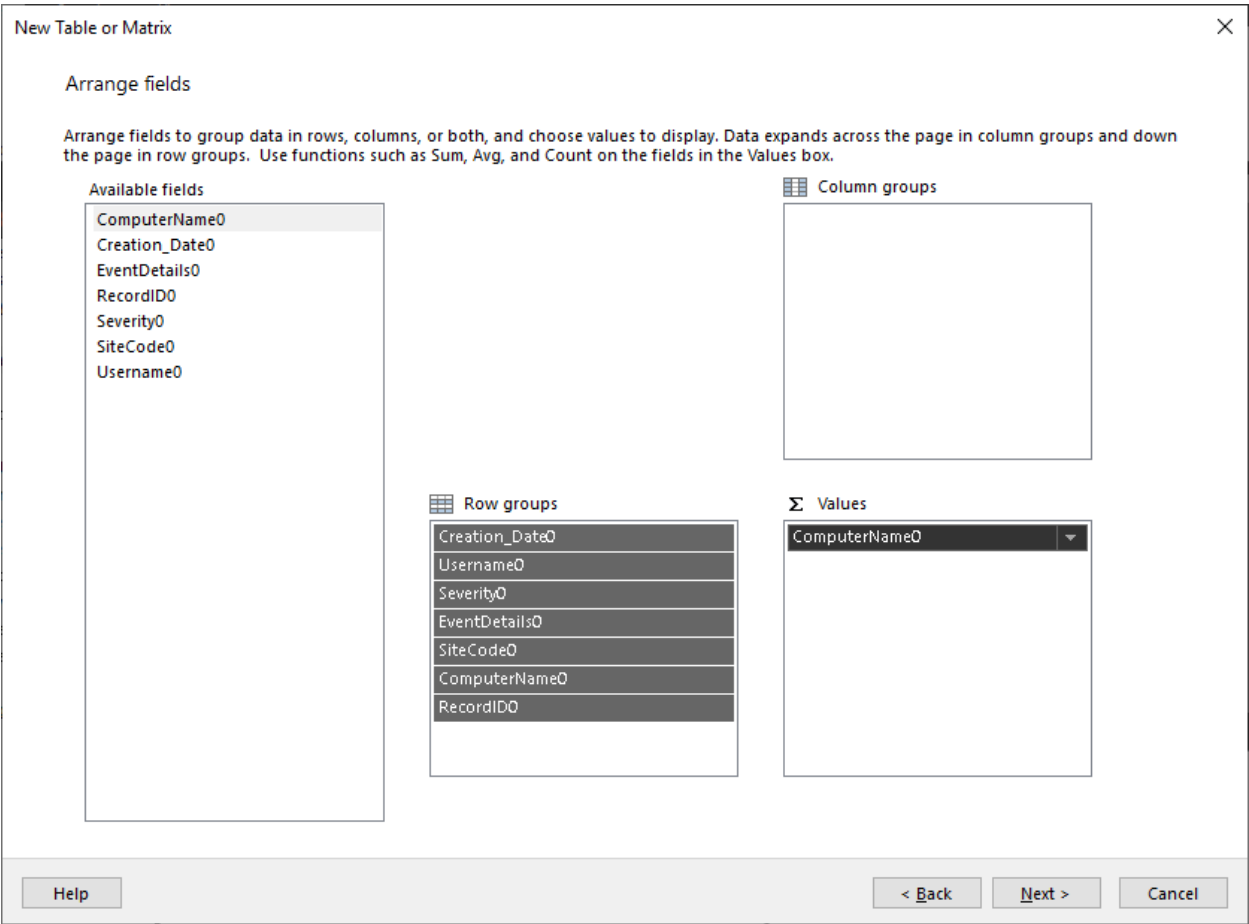 New Table or Matrix
Arrange fields
Arrange fields to group data in rows, columns, or both, and choose values to display. Data expands across the page in column groups and down
the page in row groups.  Use functions such as Sum, Avg, and Count on the fields in the Values box.
Available fields
ComputerName0
Creation_Date0
EventDetails0
RecordID0
Severity0
SiteCode0
Username0
Column groups
Row groups
Creation_Date0
Username0
Severity0
EventDetails0
SiteCode0
ComputerName0
RecordID0
Σ Values
ComputerName0
Help
< Back
Next >
Cancel